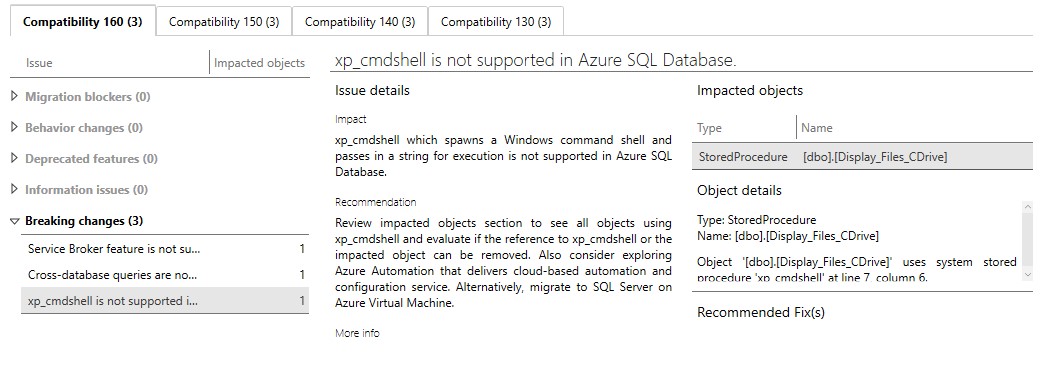 Compatibility 160 (3) Compatibility 150 (3) Compatibility 140 (3) Compatibility 130 (3)
Issue Impacted objects
Migration blockers (0)
Behavior changes (0)
Deprecated features (0)
Information issues (0)
Breaking changes (3)
Service Broker feature is not su... 1
Cross-database queries are no... 1
xp_cmdshell is not supported i... 1
xp_cmdshell is not supported in Azure SQL Database.
Issue details
Impact
xp_cmdshell which spawns a Windows command shell and
passes in a string for execution is not supported in Azure SQL
Database.
Recommendation
Review impacted objects section to see all objects using
xp_cmdshell and evaluate if the reference to xp_cmdshell or the
impacted object can be removed. Also consider exploring
Azure Automation that delivers cloud-based automation and
configuration service. Alternatively, migrate to SQL Server on
Azure Virtual Machine.
More info
Impacted objects
Type Name
StoredProcedure [dbo].[Display_Files_CDrive]
Object details
Type: StoredProcedure
Name: [dbo].[Display_Files_CDrive]
Object '[dbo].[Display_Files_CDrive]' uses system stored
procedure 'xp_cmdshell' at line 7, column 6.
Recommended Fix(s)